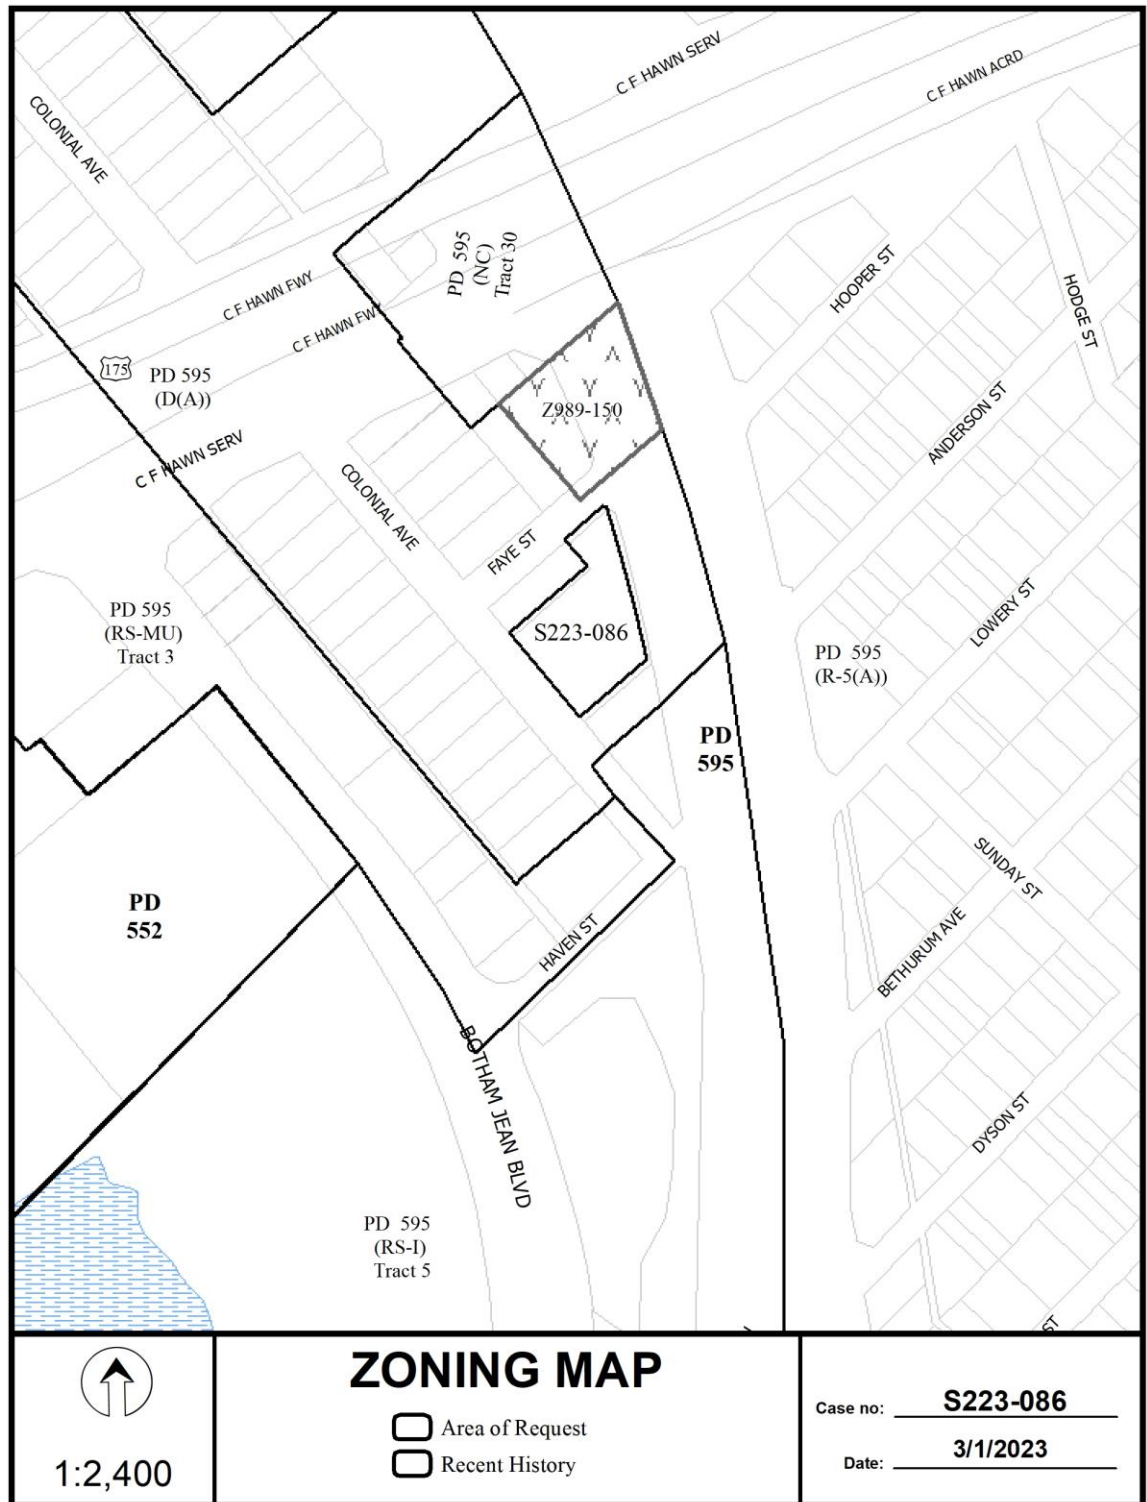 C F HAWN SERV
C F HAWN ACRD
COLONIAL AVE
PD 595
(NC)
Tract 30
HOOPER ST
HODGE ST
C F HAWN FWY
C F HAWN FW
175
PD 595
(D(A))
Z989-150
ANDERSON ST
C F HAWN SERV
COLONIAL AVE
FAYE ST
LOWERY ST
PD 595
(RS-MU)
Tract 3
S223-086
PD 595
(R-5(A))
PD
595
SUNDAY ST
PD
552
HAVEN ST
BETHURUM AVE
BOTHAM JEAN BLVD
DYSON ST
PD 595
(RS-I)
Tract 5
ST
1:2,400
ZONING MAP
Area of Request
Recent History
Case no: S223-086
Date: 3/1/2023